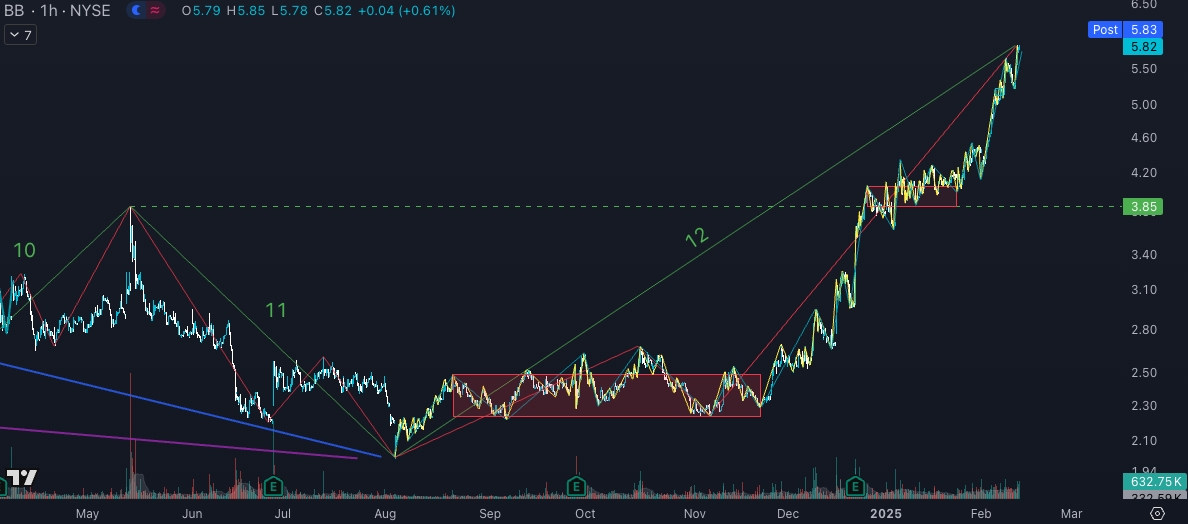 BB · 1h · NYSE O5.79 H5.85 L5.78 C5.82 +0.04 (+0.61%)
7
6.50
Post 5.83
5.82
5.50
5.00
4.60
4.20
3.85
3.40
3.10
2.80
2.50
2.30
2.10
1.94
632.75K
332.59K
10
11
12
E
E
E
May Jun Jul Aug Sep Oct Nov Dec 2025 Feb Mar